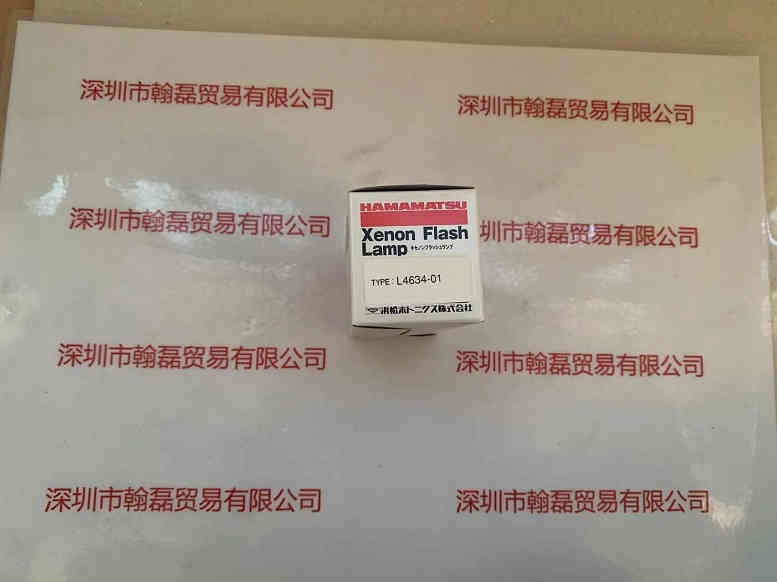 深圳市翰磊贸易有限公司
深圳市翰磊贸易有限公司
深圳市翰磊贸易有限公司
圳市翰磊贸易有限公司
HAMAMATSU
Xenon Flash
Lamp キセノンフラッシュランプ
TYPE: L4634-01
浜松ホトニクス株式会社
深圳市翰磊贸易有限公司
深圳市翰磊贸易有限公司
深圳市翰磊贸易有限公司
深圳市翰磊贸易有限公司